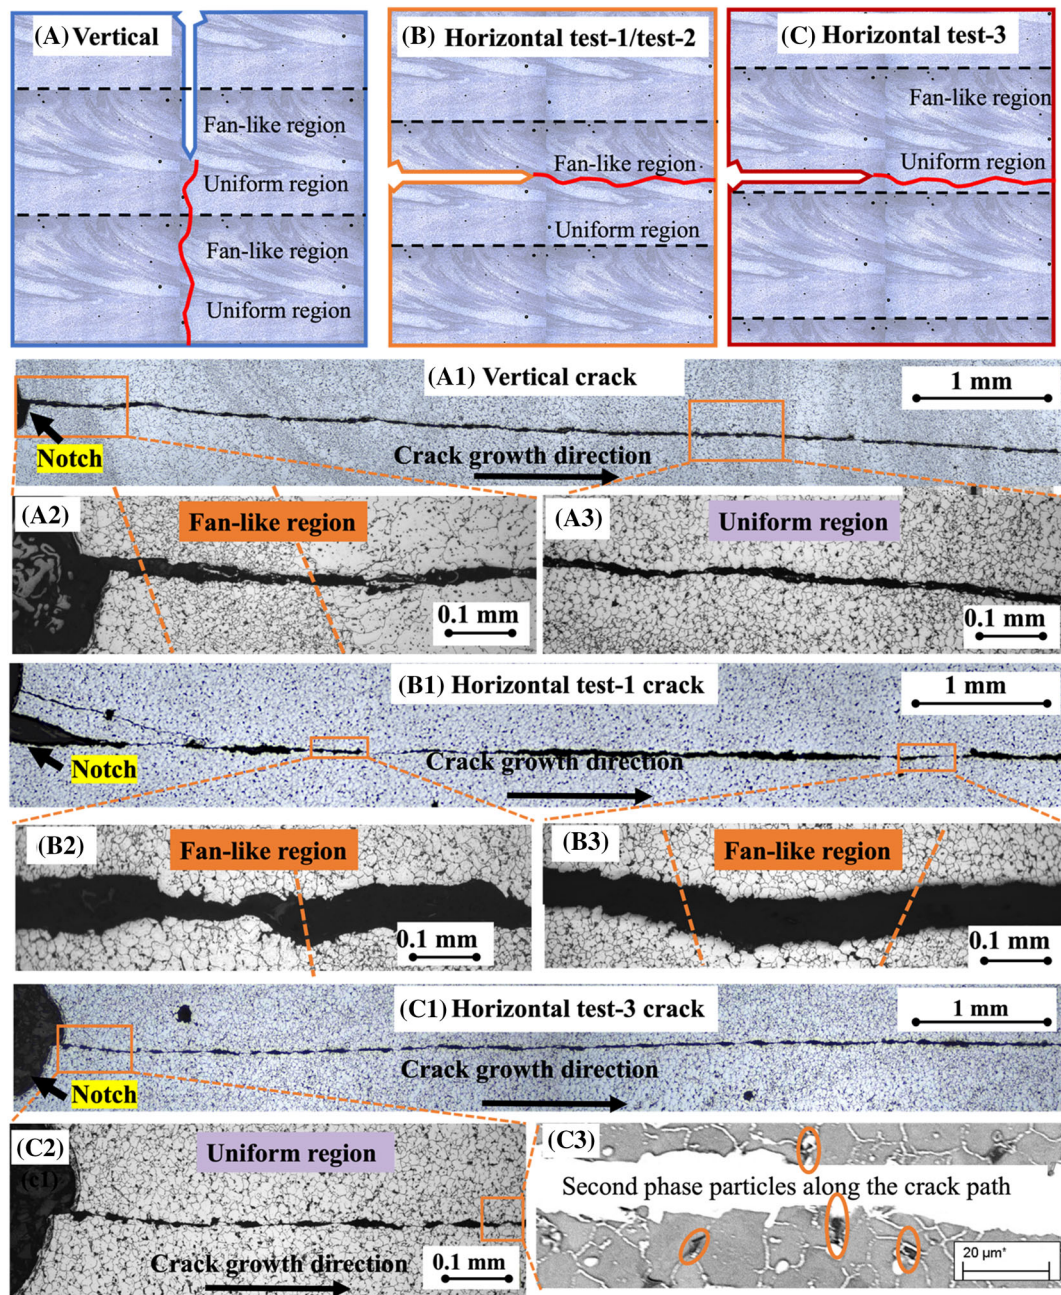 (A) Vertical
Fan-like region
Uniform region
Fan-like region
Uniform region
(B) Horizontal test-1/test-2
Fan-like region
Uniform region
(C) Horizontal test-3
Fan-like region
Uniform region
(A1) Vertical crack
1 mm
Notch
Crack growth direction
(A2)
Fan-like region
0.1 mm
(A3)
Uniform region
0.1 mm
(B1) Horizontal test-1 crack
1 mm
Notch
Crack growth direction
(B2)
Fan-like region
0.1 mm
(B3)
Fan-like region
0.1 mm
(C1) Horizontal test-3 crack
1 mm
Notch
Crack growth direction
(C2)
(c1)
Uniform region
Crack growth direction
0.1 mm
(C3)
Second phase particles along the crack path
20 µm